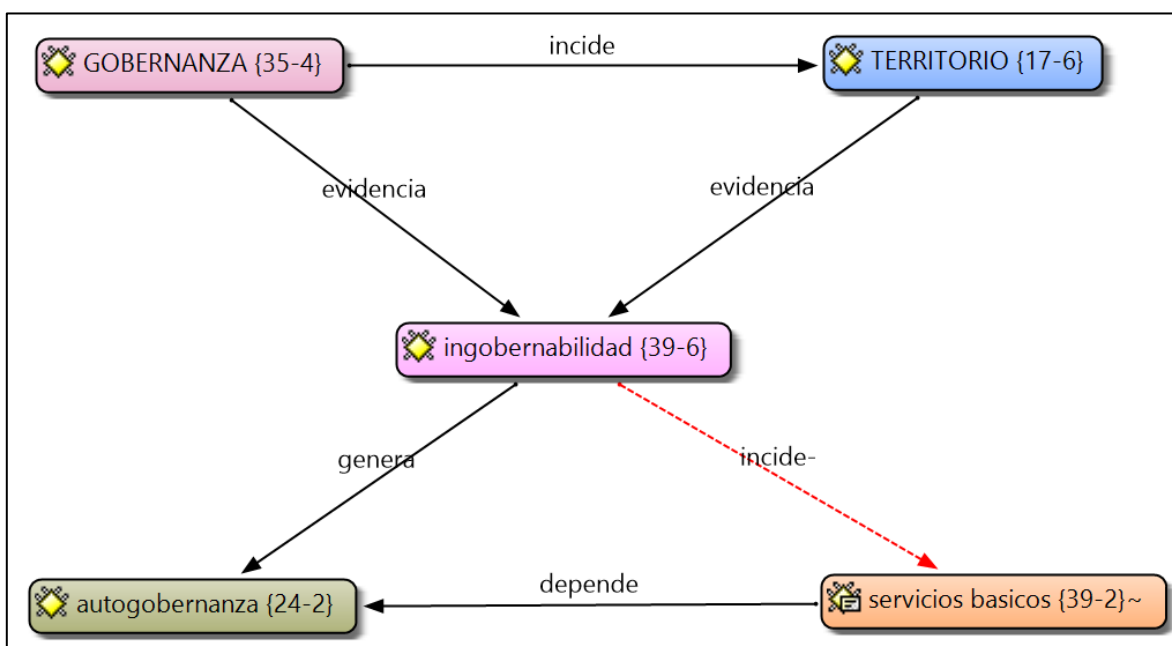 incide
GOBERNANZA {35-4}
TERRITORIO {17-6}
evidencia
evidencia
ingobernabilidad {39-6}
genera
incide-
depende
autogobernanza {24-2}
servicios basicos {39-2}~